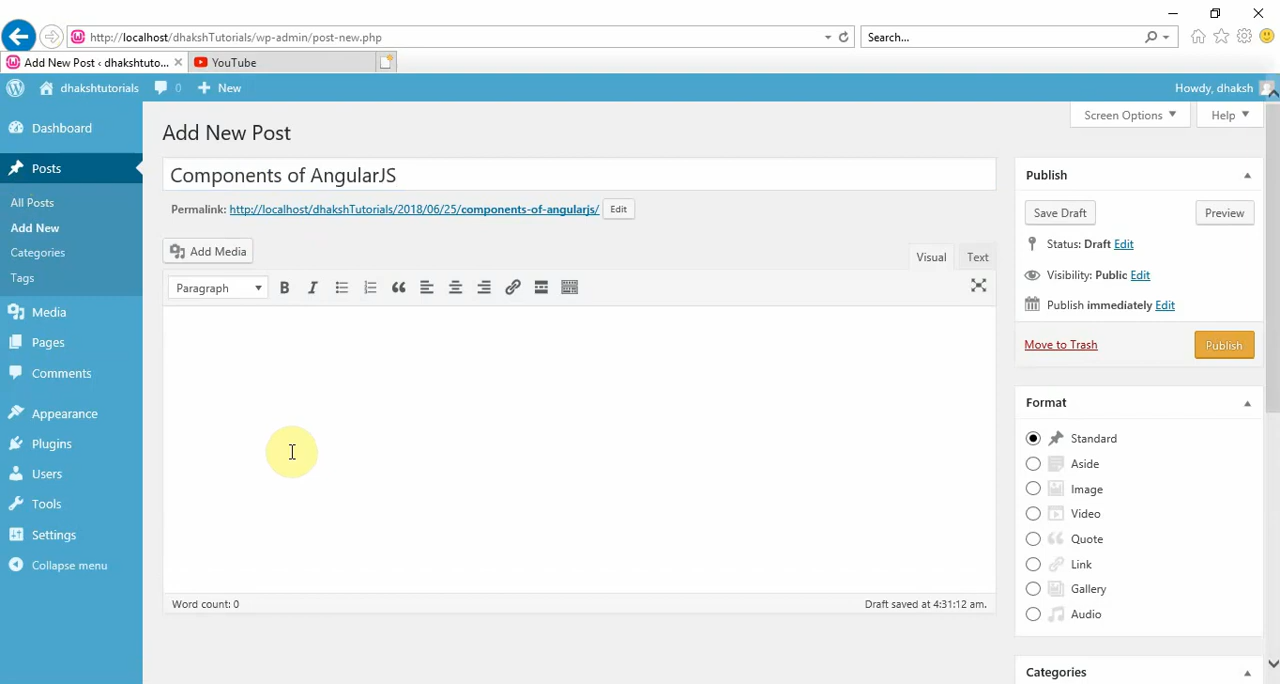 http://localhost/dhakshTutorials/wp-admin/post-new.php
Search...
Add New Post ‹ dhakshtuto...
YouTube
dhakshtutorials
0
New
Howdy, dhaksh
Dashboard
Posts
All Posts
Add New
Categories
Tags
Media
Pages
Comments
Appearance
Plugins
Users
Tools
Settings
Collapse menu
Screen Options
Help
Add New Post
Components of AngularJS
Permalink: http://localhost/dhakshTutorials/2018/06/25/components-of-angularjs/ Edit
Add Media
Visual
Text
Paragraph
B I
Word count: 0
Draft saved at 4:31:12 am.
Publish
Save Draft
Preview
Status: Draft Edit
Visibility: Public Edit
Publish immediately Edit
Move to Trash
Publish
Format
Standard
Aside
Image
Video
Quote
Link
Gallery
Audio
Categories